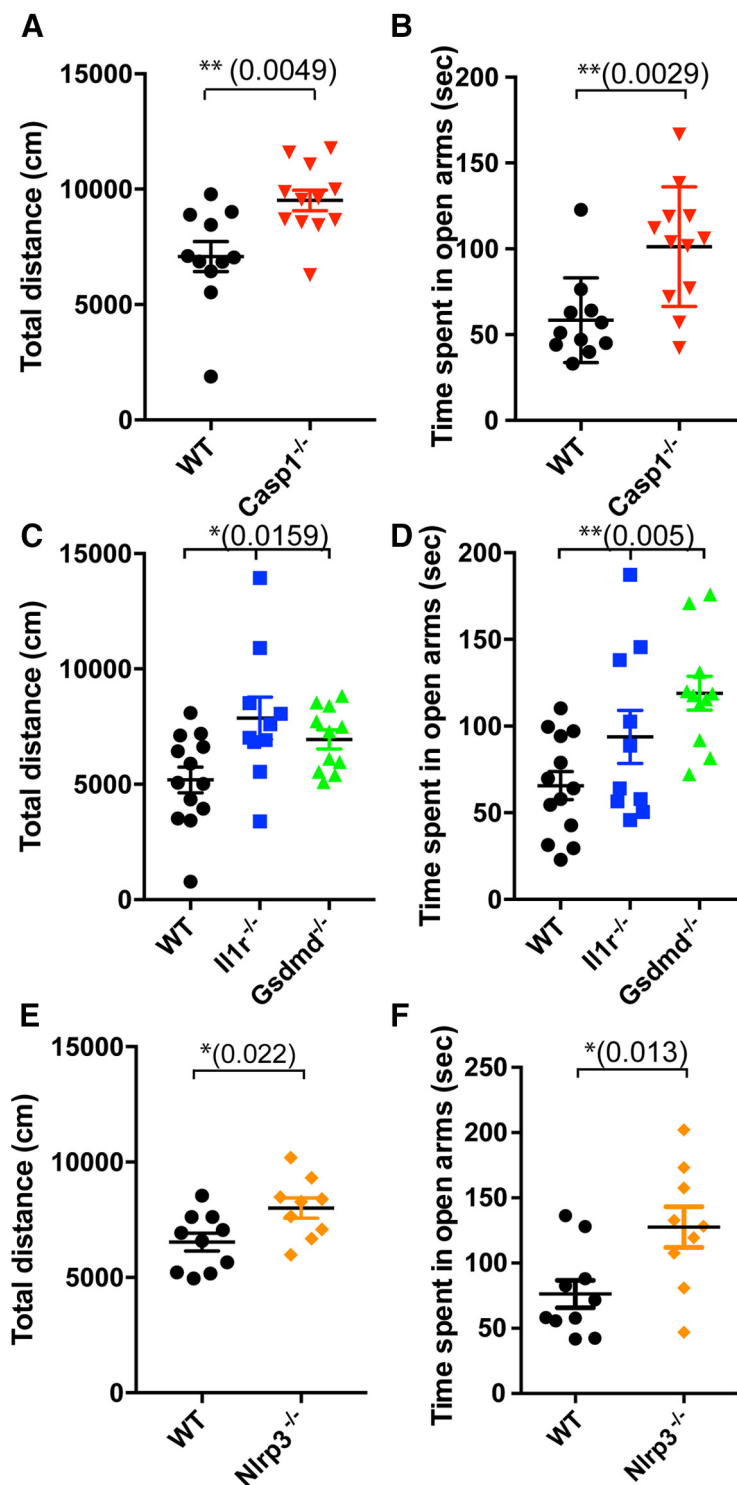 A
** (0.0049)
Total distance (cm)
15000
10000
5000
0
WT
Casp1-/-
B
**(0.0029)
Time spent in open arms (sec)
200
150
100
50
0
WT
Casp1-/-
C
*(0.0159)
Total distance (cm)
15000
10000
5000
0
WT
Il1r-/-
Gsdmd-/-
D
**(0.005)
Time spent in open arms (sec)
200
150
100
50
0
WT
Il1r-/-
Gsdmd-/-
E
*(0.022)
Total distance (cm)
15000
10000
5000
0
WT
Nlrp3-/-
F
*(0.013)
Time spent in open arms (sec)
250
200
150
100
50
0
WT
Nlrp3-/-